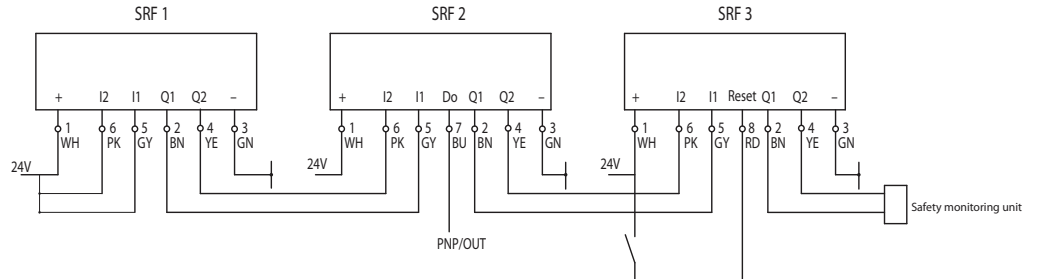 SRF 1
SRF 2
SRF 3
+ I2 I1 Q1 Q2 –
+ I2 I1 Do Q1 Q2 –
+ I2 I1 Reset Q1 Q2 –
1 6 5 2 4 3
WH PK GY BN YE GN
1 6 5 7 2 4 3
WH PK GY BU BN YE GN
1 6 5 8 2 4 3
WH PK GY RD BN YE GN
24V
24V
24V
Safety monitoring unit
PNP/OUT